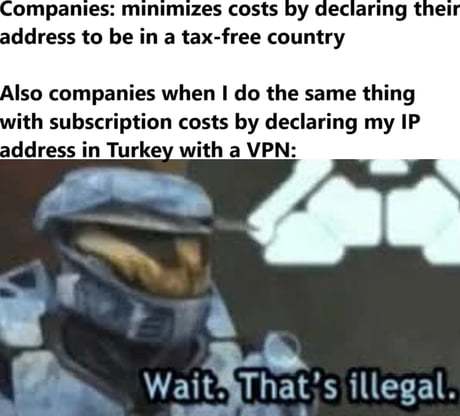 Companies: minimizes costs by declaring their
address to be in a tax-free country
Also companies when I do the same thing
with subscription costs by declaring my IP
address in Turkey with a VPN:
Wait. That's illegal.